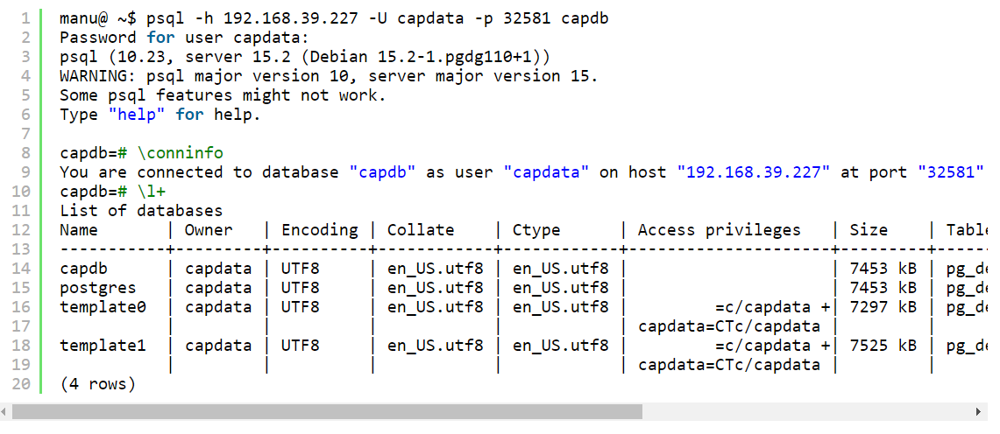 1 manu@ ~$ psql -h 192.168.39.227 -U capdata -p 32581 capdb
2 Password for user capdata:
3 psql (10.23, server 15.2 (Debian 15.2-1.pgdg110+1))
4 WARNING: psql major version 10, server major version 15.
5 Some psql features might not work.
6 Type "help" for help.
7
8 capdb=# \conninfo
9 You are connected to database "capdb" as user "capdata" on host "192.168.39.227" at port "32581"
10 capdb=# \l+
11 List of databases
12 Name | Owner | Encoding | Collate | Ctype | Access privileges | Size | Table
13 -----------+---------+----------+------------+------------+---------------------+---------+------
14 capdb | capdata | UTF8 | en_US.utf8 | en_US.utf8 | | 7453 kB | pg_de
15 postgres | capdata | UTF8 | en_US.utf8 | en_US.utf8 | | 7453 kB | pg_de
16 template0 | capdata | UTF8 | en_US.utf8 | en_US.utf8 | =c/capdata +| 7297 kB | pg_de
17 | | | | | capdata=CTc/capdata | |
18 template1 | capdata | UTF8 | en_US.utf8 | en_US.utf8 | =c/capdata +| 7525 kB | pg_de
19 | | | | | capdata=CTc/capdata | |
20 (4 rows)